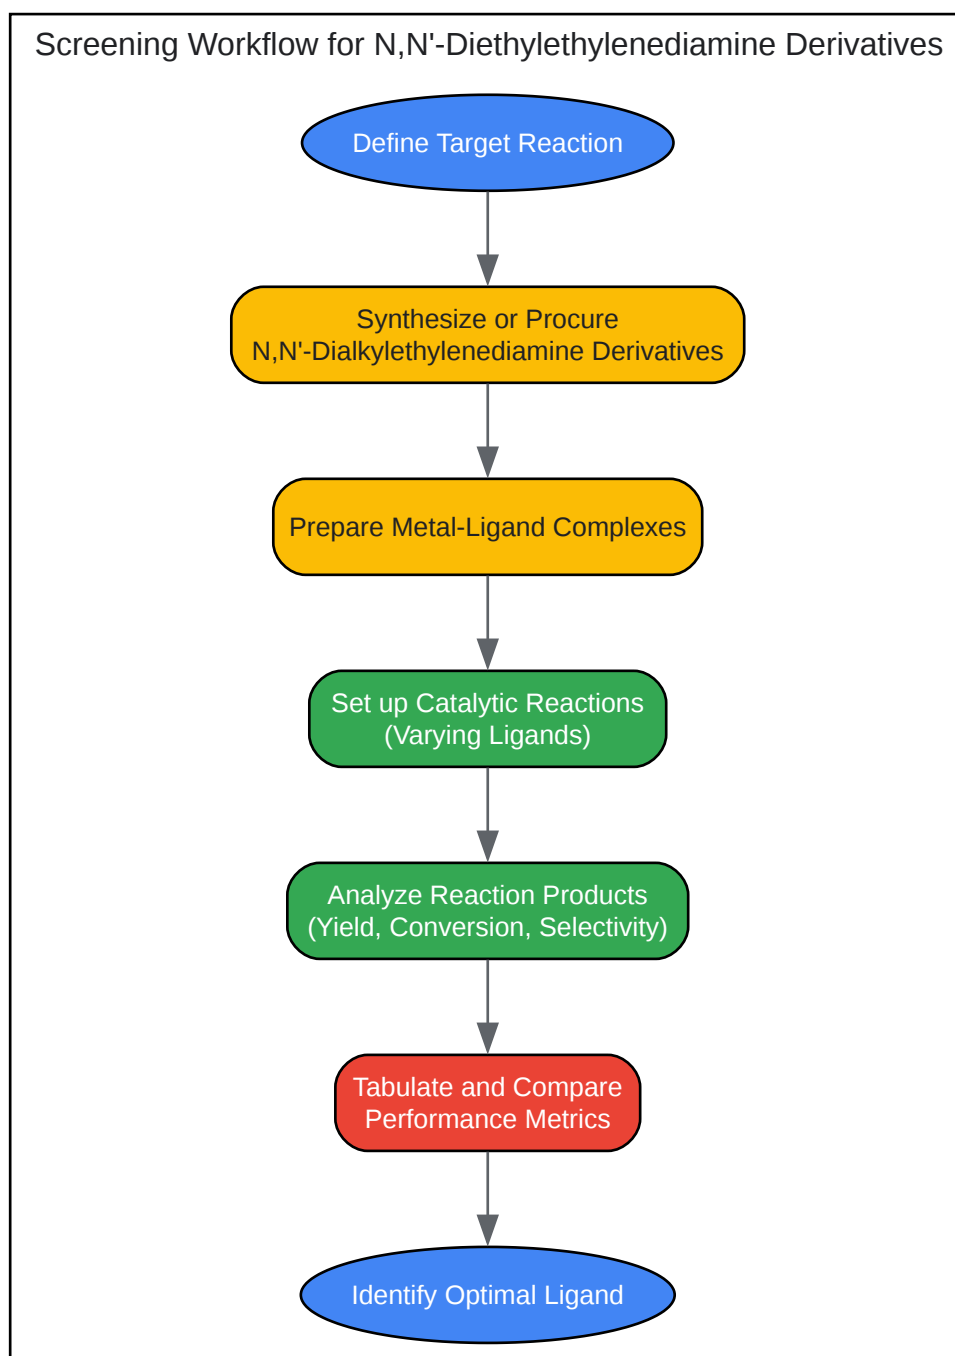 Screening Workflow for N,N'-Diethylethylenediamine Derivatives
Define Target Reaction
Synthesize or Procure
N,N'-Dialkylethylenediamine Derivatives
Prepare Metal-Ligand Complexes
Set up Catalytic Reactions
(Varying Ligands)
Analyze Reaction Products
(Yield, Conversion, Selectivity)
Tabulate and Compare
Performance Metrics
Identify Optimal Ligand